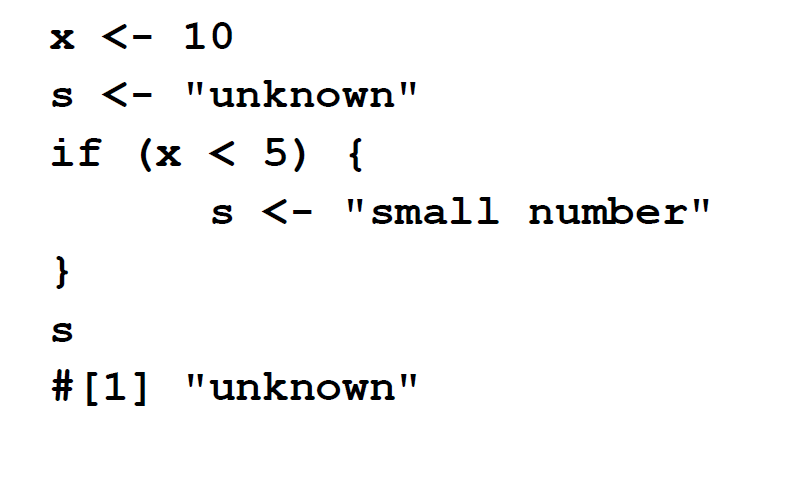 x <- 10
s <- "unknown"
if (x < 5) {
      s <- "small number"
}
s
#[1] "unknown"